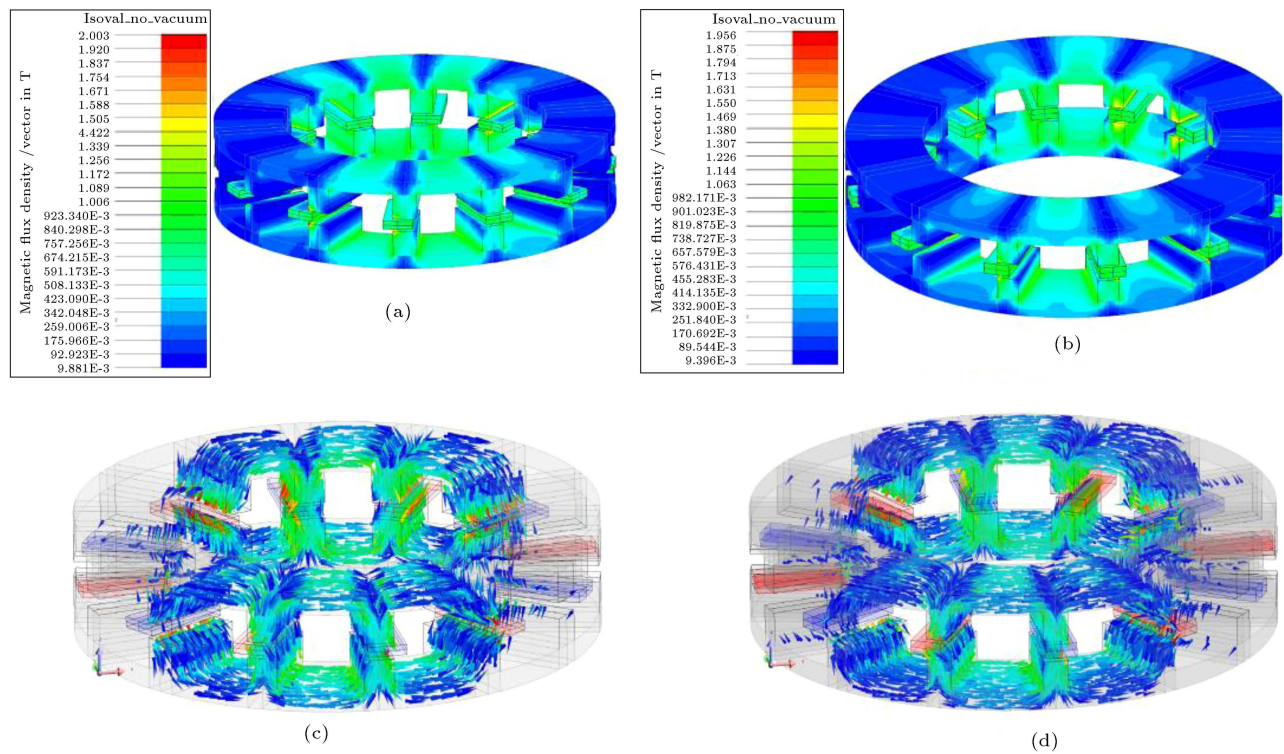 Isoval_no_vacuum
Magnetic flux density /vector in T
2.003
1.920
1.837
1.754
1.671
1.588
1.505
4.422
1.339
1.256
1.172
1.089
1.006
923.340E-3
840.298E-3
757.256E-3
674.215E-3
591.173E-3
508.133E-3
423.090E-3
342.048E-3
259.006E-3
175.966E-3
92.923E-3
9.881E-3
(a)
Isoval_no_vacuum
Magnetic flux density /vector in T
1.956
1.875
1.794
1.713
1.631
1.550
1.469
1.380
1.307
1.226
1.144
1.063
982.171E-3
901.023E-3
819.875E-3
738.727E-3
657.579E-3
576.431E-3
455.283E-3
414.135E-3
332.900E-3
251.840E-3
170.692E-3
89.544E-3
9.396E-3
(b)
(c)
(d)